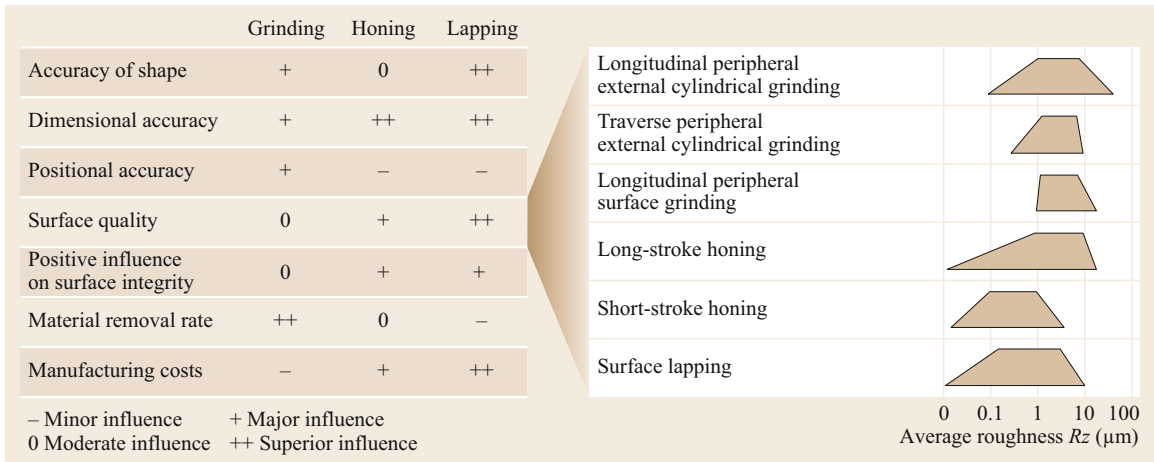 Grinding Honing Lapping
Accuracy of shape + 0 ++
Dimensional accuracy + ++ ++
Positional accuracy + – –
Surface quality 0 + ++
Positive influence
on surface integrity 0 + +
Material removal rate ++ 0 –
Manufacturing costs – + ++
– Minor influence + Major influence
0 Moderate influence ++ Superior influence
Longitudinal peripheral
external cylindrical grinding
Traverse peripheral
external cylindrical grinding
Longitudinal peripheral
surface grinding
Long-stroke honing
Short-stroke honing
Surface lapping
0 0.1 1 10 100
Average roughness Rz (µm)